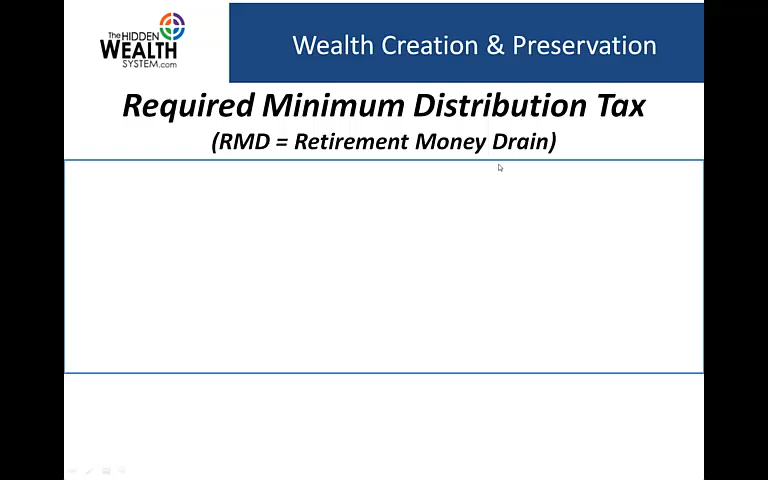 The HIDDEN
WEALTH
SYSTEM.com
Wealth Creation & Preservation
Required Minimum Distribution Tax
(RMD = Retirement Money Drain)